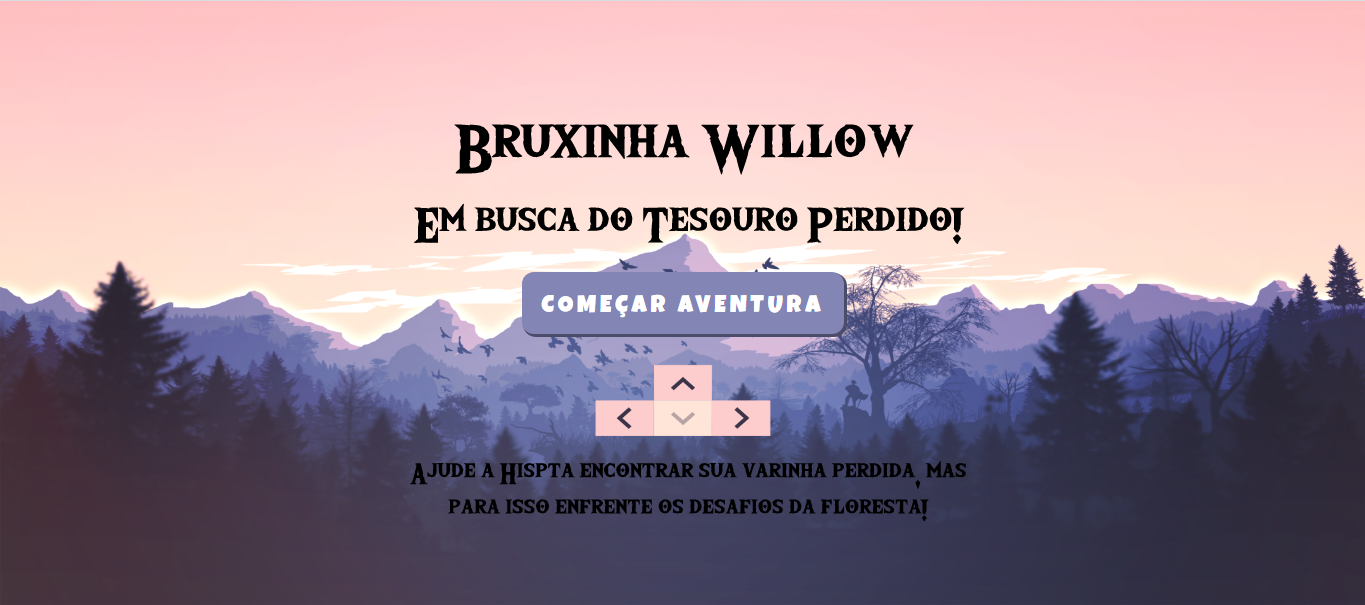 Bruxinha Willow
Em busca do Tesouro Perdido!
COMEÇAR AVENTURA
Ajude a Hispta encontrar sua varinha perdida, mas
para isso enfrente os desafios da floresta!